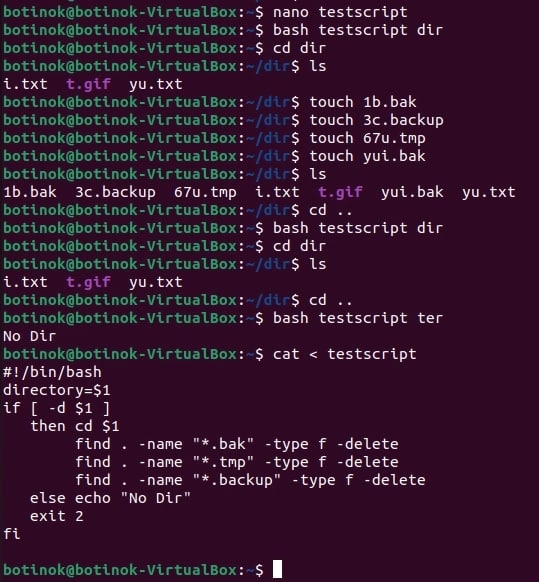 botinok@botinok-VirtualBox:~$ nano testscript
botinok@botinok-VirtualBox:~$ bash testscript dir
botinok@botinok-VirtualBox:~$ cd dir
botinok@botinok-VirtualBox:~/dir$ ls
i.txt  t.gif  yu.txt
botinok@botinok-VirtualBox:~/dir$ touch 1b.bak
botinok@botinok-VirtualBox:~/dir$ touch 3c.backup
botinok@botinok-VirtualBox:~/dir$ touch 67u.tmp
botinok@botinok-VirtualBox:~/dir$ touch yui.bak
botinok@botinok-VirtualBox:~/dir$ ls
1b.bak  3c.backup  67u.tmp  i.txt  t.gif  yui.bak  yu.txt
botinok@botinok-VirtualBox:~/dir$ cd ..
botinok@botinok-VirtualBox:~$ bash testscript dir
botinok@botinok-VirtualBox:~$ cd dir
botinok@botinok-VirtualBox:~/dir$ ls
i.txt  t.gif  yu.txt
botinok@botinok-VirtualBox:~/dir$ cd ..
botinok@botinok-VirtualBox:~$ bash testscript ter
No Dir
botinok@botinok-VirtualBox:~$ cat < testscript
#!/bin/bash
directory=$1
if [ -d $1 ]
   then cd $1
        find . -name "*.bak" -type f -delete
        find . -name "*.tmp" -type f -delete
        find . -name "*.backup" -type f -delete
   else echo "No Dir"
   exit 2
fi
botinok@botinok-VirtualBox:~$